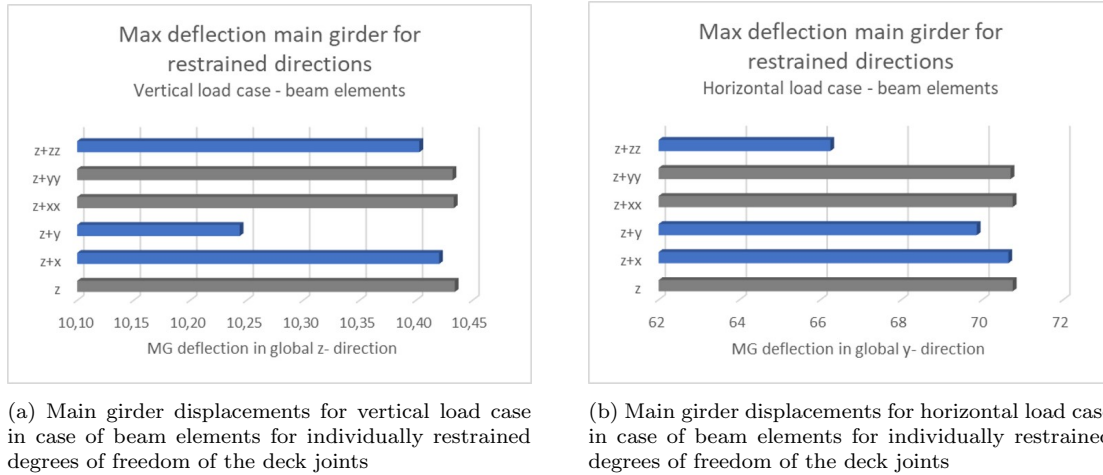 Max deflection main girder for
restrained directions
Vertical load case - beam elements
z+zz
z+yy
z+xx
z+y
z+x
z
10,10 10,15 10,20 10,25 10,30 10,35 10,40 10,45
MG deflection in global z- direction
(a) Main girder displacements for vertical load case
in case of beam elements for individually restrained
degrees of freedom of the deck joints
Max deflection main girder for
restrained directions
Horizontal load case - beam elements
z+zz
z+yy
z+xx
z+y
z+x
z
62 64 66 68 70 72
MG deflection in global y- direction
(b) Main girder displacements for horizontal load case
in case of beam elements for individually restrained
degrees of freedom of the deck joints